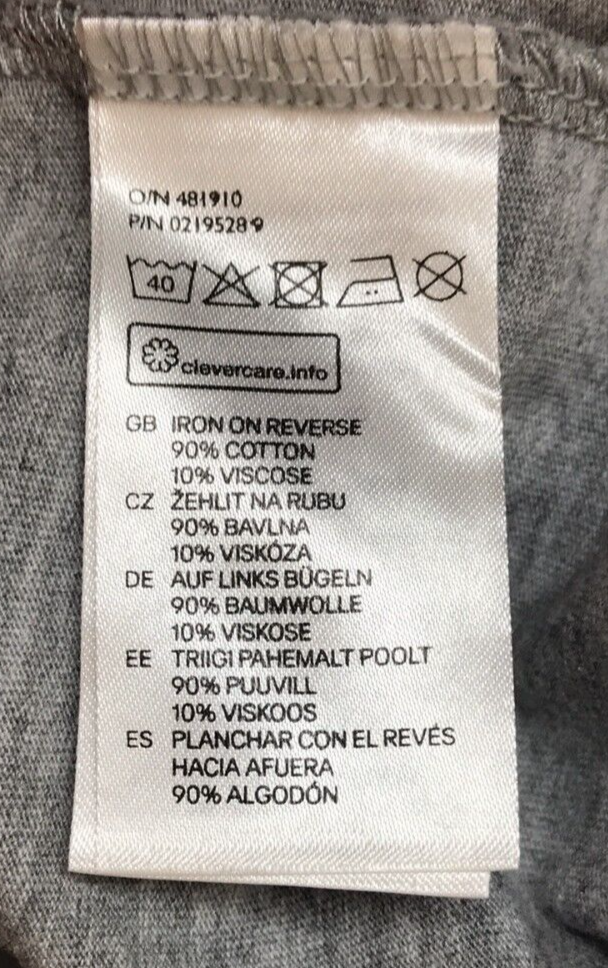 O/N 481910
P/N 02195289
40
clevercare.info
GB IRON ON REVERSE
90% COTTON
10% VISCOSE
CZ ŽEHLIT NA RUBU
90% BAVLNA
10% VISKÓZA
DE AUF LINKS BÜGELN
90% BAUMWOLLE
10% VISKOSE
EE TRIIGI PAHEMALT POOLT
90% PUUVILL
10% VISKOOS
ES PLANCHAR CON EL REVÉS
HACIA AFUERA
90% ALGODÓN